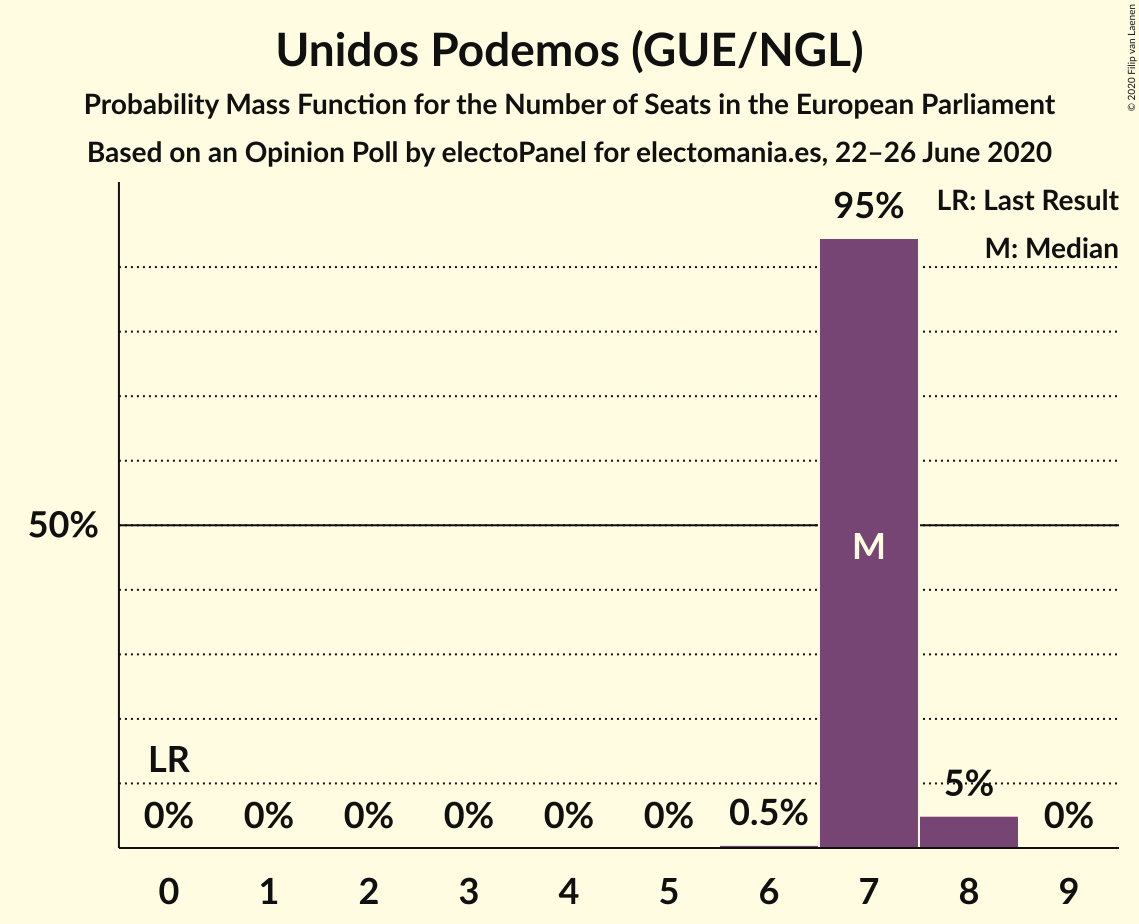 Unidos Podemos (GUE/NGL)
Probability Mass Function for the Number of Seats in the European Parliament
Based on an Opinion Poll by electoPanel for electomania.es, 22–26 June 2020
© 2020 Filip van Laenen
LR: Last Result
M: Median
95%
50%
M
LR
0% 0% 0% 0% 0% 0% 0.5% 5% 0%
0 1 2 3 4 5 6 7 8 9